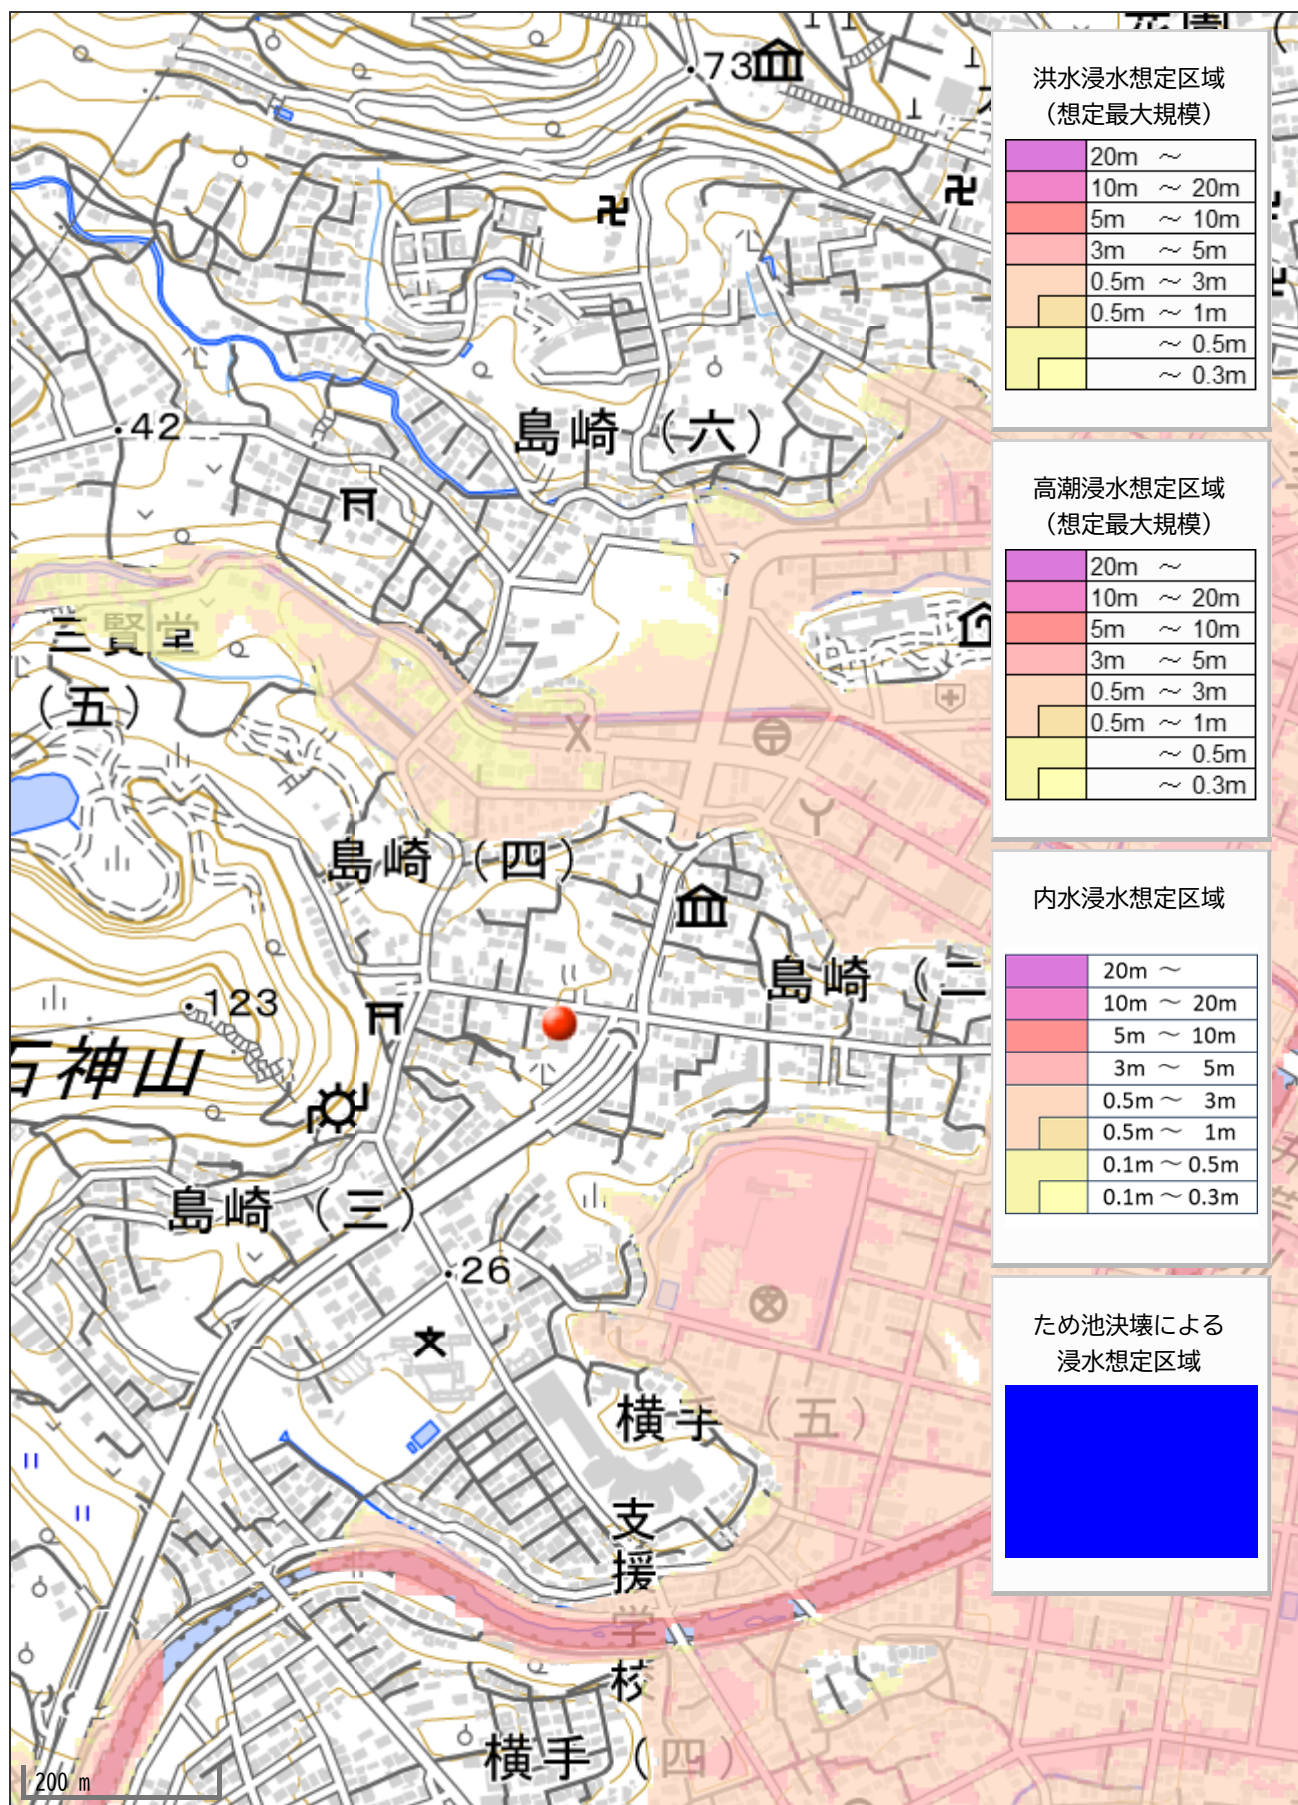 73
洪水浸水想定区域
（想定最大規模）
20m ～
10m ～ 20m
5m ～ 10m
3m ～ 5m
0.5m ～ 3m
0.5m ～ 1m
～ 0.5m
～ 0.3m
42
島崎（六）
高潮浸水想定区域
（想定最大規模）
20m ～
10m ～ 20m
5m ～ 10m
3m ～ 5m
0.5m ～ 3m
0.5m ～ 1m
～ 0.5m
～ 0.3m
三賢堂
（五）
島崎（四）
内水浸水想定区域
20m ～
10m ～ 20m
5m ～ 10m
3m ～ 5m
0.5m ～ 3m
0.5m ～ 1m
0.1m ～ 0.5m
0.1m ～ 0.3m
島崎（二
123
石神山
島崎（三）
26
ため池決壊による
浸水想定区域
横手（五）
支援学校
横手（四）
200 m